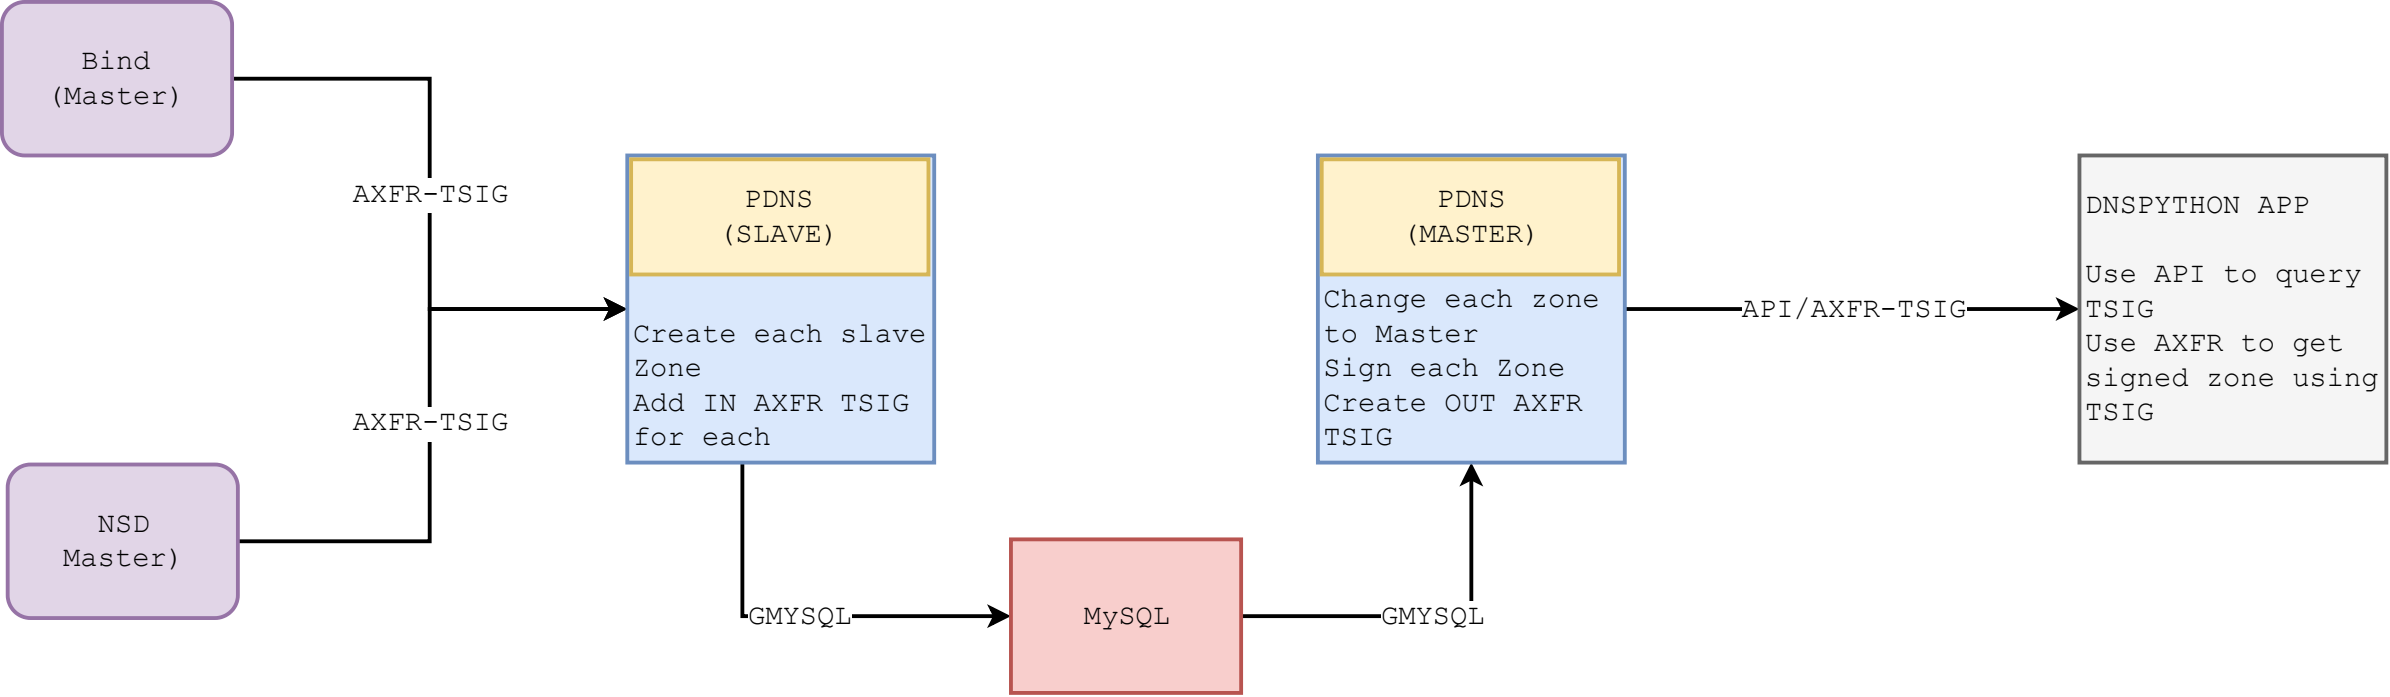 Bind
(Master)
AXFR-TSIG
AXFR-TSIG
NSD
Master)
PDNS
(SLAVE)
Create each slave
Zone
Add IN AXFR TSIG
for each
GMYSQL
MySQL
GMYSQL
PDNS
(MASTER)
Change each zone
to Master
Sign each Zone
Create OUT AXFR
TSIG
API/AXFR-TSIG
DNSPYTHON APP
Use API to query
TSIG
Use AXFR to get
signed zone using
TSIG